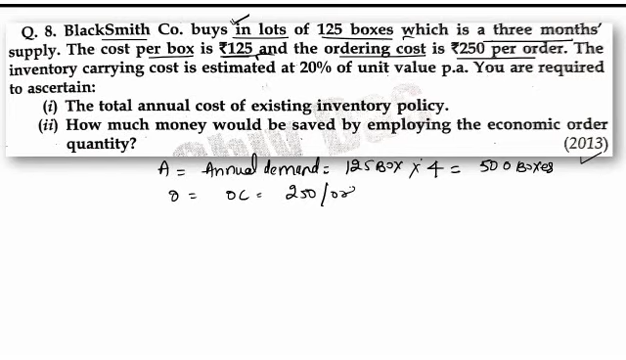 Q. 8. BlackSmith Co. buys in lots of 125 boxes which is a three months'
supply. The cost per box is ₹125 and the ordering cost is ₹250 per order. The
inventory carrying cost is estimated at 20% of unit value p.a. You are required
to ascertain:
(i) The total annual cost of existing inventory policy.
(ii) How much money would be saved by employing the economic order
quantity? (2013)
A = Annual demand = 125 Box × 4 = 500 Boxes
O = OC = 250/or